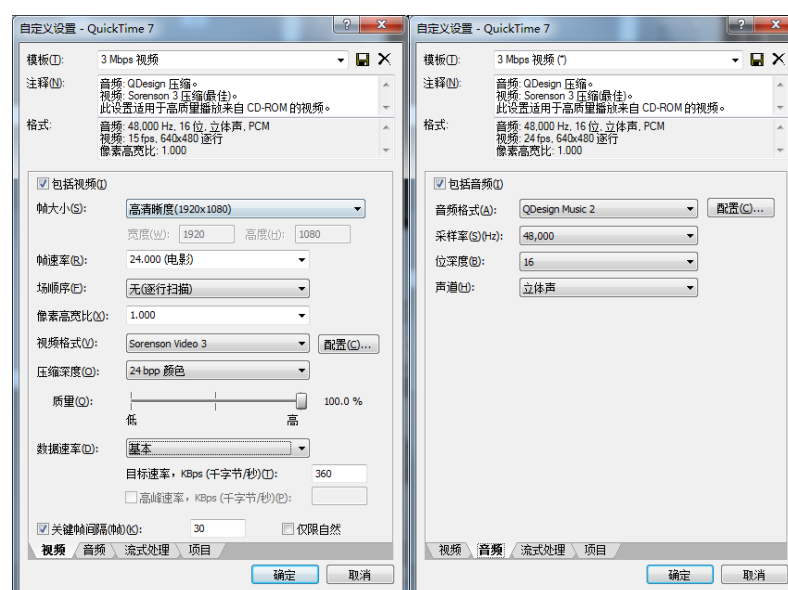 自定义设置 - QuickTime 7
模板(T): 3 Mbps 视频
注释(N): 音频: QDesign 压缩。
视频: Sorenson 3 压缩(最佳)。
此设置适用于高质量播放来自 CD-ROM 的视频。
格式: 音频: 48,000 Hz, 16 位, 立体声, PCM
视频: 15 fps, 640x480 逐行
像素高宽比: 1.000
包括视频(I)
帧大小(S): 高清晰度(1920x1080)
宽度(W): 1920 高度(H): 1080
帧速率(R): 24.000 (电影)
场顺序(F): 无(逐行扫描)
像素高宽比(X): 1.000
视频格式(V): Sorenson Video 3 配置(C)...
压缩深度(O): 24 bpp 颜色
质量(Q): 100.0 %
低 高
数据速率(D): 基本
目标速率，KBps (千字节/秒)(T): 360
高峰速率，KBps (千字节/秒)(P):
关键帧间隔(帧)(K): 30 仅限自然
视频 音频 流式处理 项目
确定 取消
自定义设置 - QuickTime 7
模板(T): 3 Mbps 视频 (*)
注释(N): 音频: QDesign 压缩。
视频: Sorenson 3 压缩(最佳)。
此设置适用于高质量播放来自 CD-ROM 的视频。
格式: 音频: 48,000 Hz, 16 位, 立体声, PCM
视频: 24 fps, 640x480 逐行
像素高宽比: 1.000
包括音频(I)
音频格式(A): QDesign Music 2 配置(C)...
采样率(S)(Hz): 48,000
位深度(B): 16
声道(H): 立体声
视频 音频 流式处理 项目
确定 取消